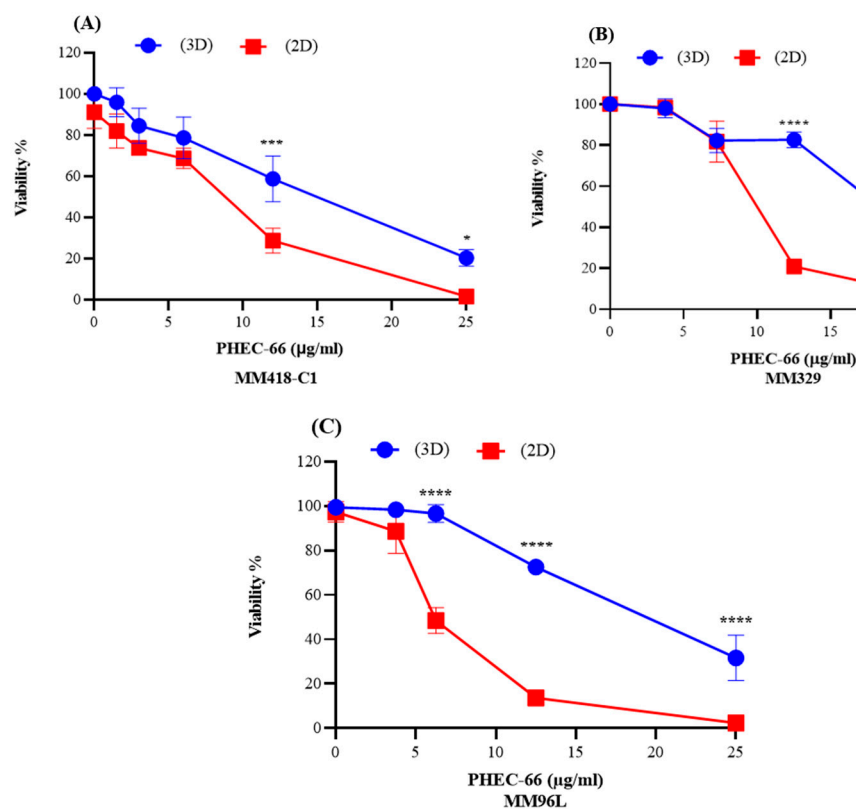 (A)
(3D) (2D)
120
100
80
60
40
20
0
Viability %
***
*
0 5 10 15 20 25
PHEC-66 (µg/ml)
MM418-C1
(B)
(3D) (2D)
120
100
80
60
40
20
0
Viability %
****
0 5 10 15
PHEC-66 (µg/ml)
MM329
(C)
(3D) (2D)
120
100
80
60
40
20
0
Viability %
****
****
****
0 5 10 15 20 25
PHEC-66 (µg/ml)
MM96L